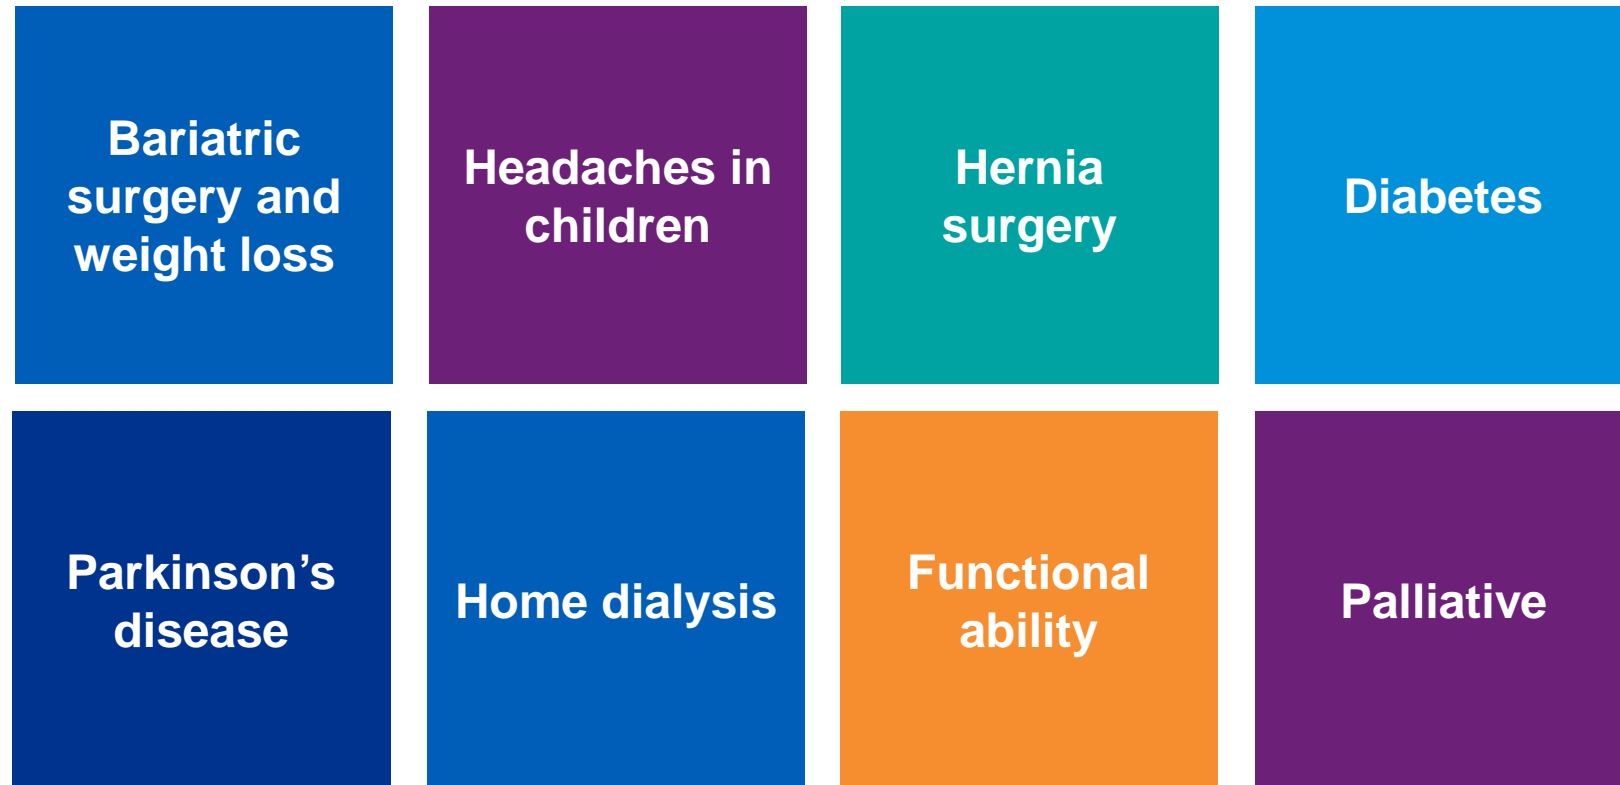 Bariatric
surgery and
weight loss
Headaches in
children
Hernia
surgery
Diabetes
Parkinson’s
disease
Home dialysis
Functional
ability
Palliative